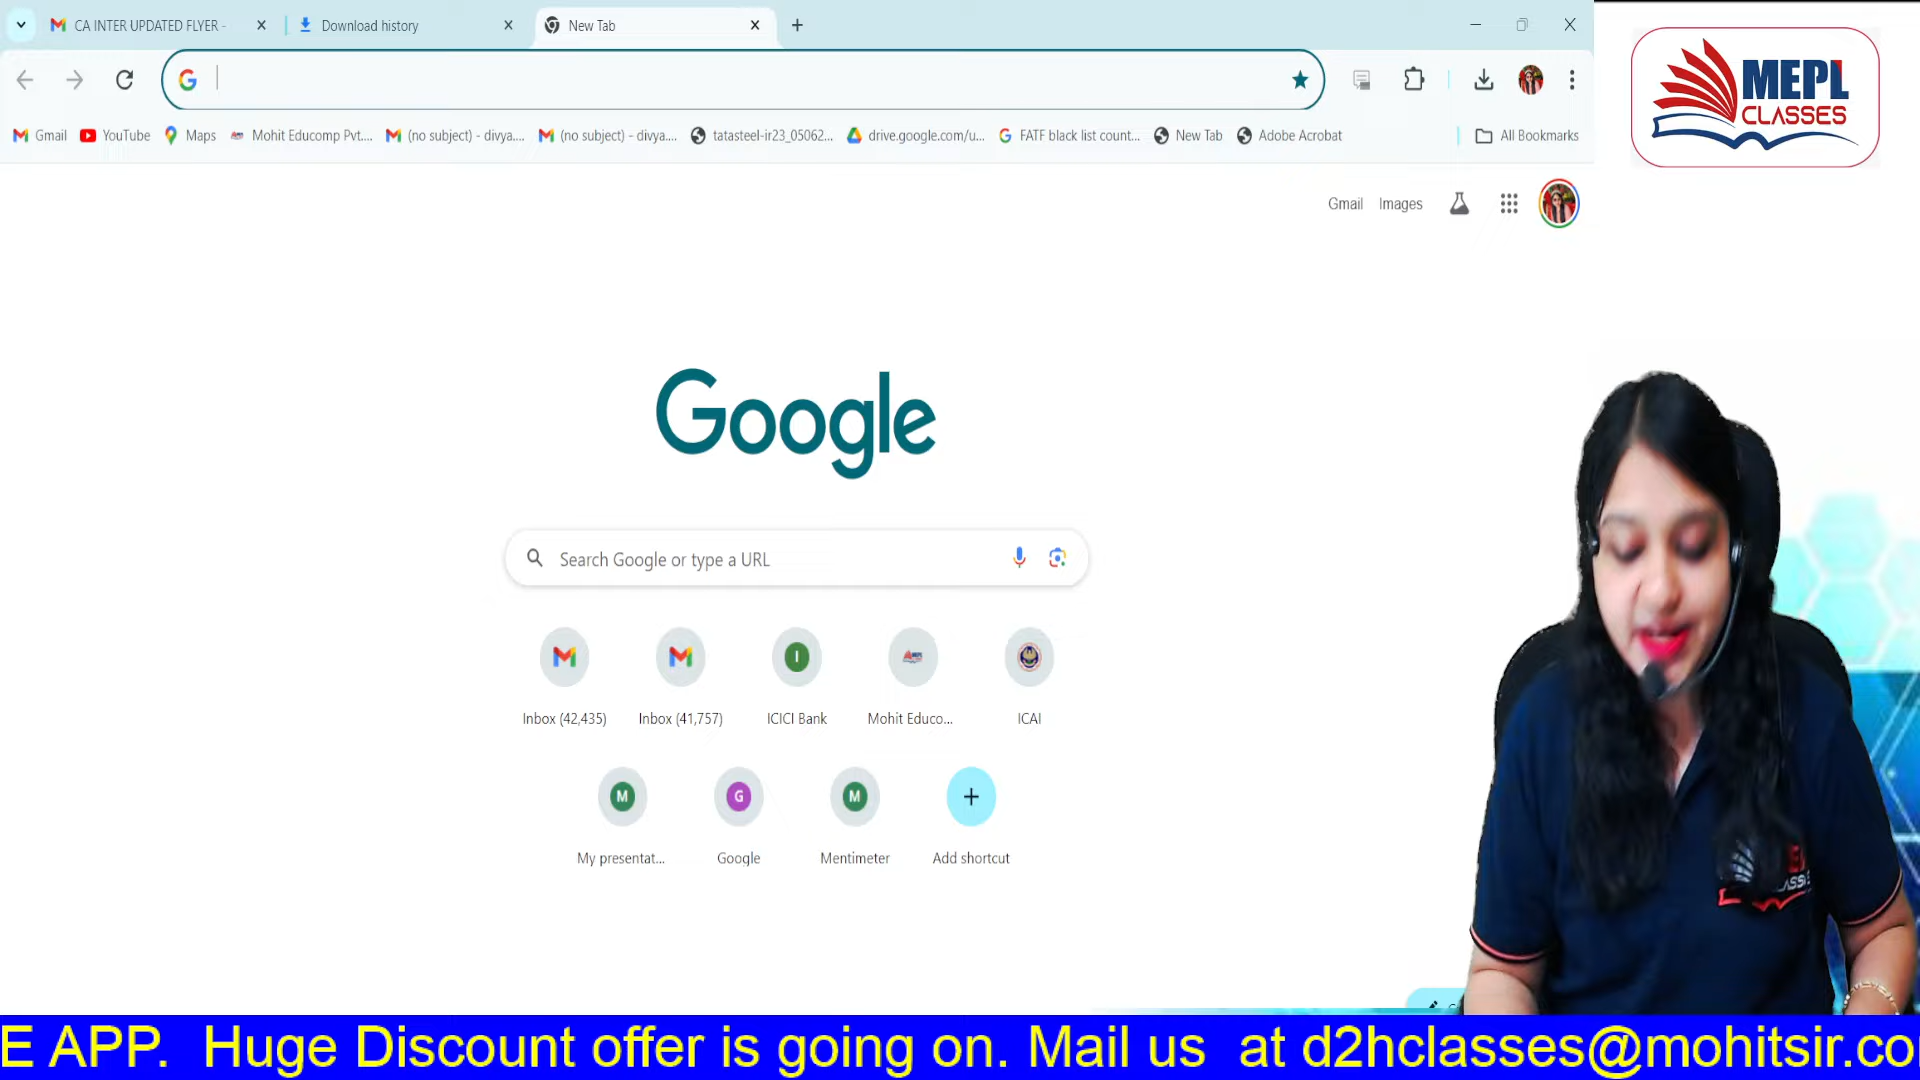 CA INTER UPDATED FLYER -
Download history
New Tab
MEPL
CLASSES
Gmail
YouTube
Maps
Mohit Educomp Pvt....
(no subject) - divya....
(no subject) - divya....
tatasteel-ir23_05062...
drive.google.com/u...
FATF black list count...
New Tab
Adobe Acrobat
All Bookmarks
Gmail
Images
Google
Search Google or type a URL
I
Inbox (42,435)
Inbox (41,757)
ICICI Bank
Mohit Educo...
ICAI
M
G
M
My presentat...
Google
Mentimeter
Add shortcut
E APP. Huge Discount offer is going on. Mail us at d2hclasses@mohitsir.co